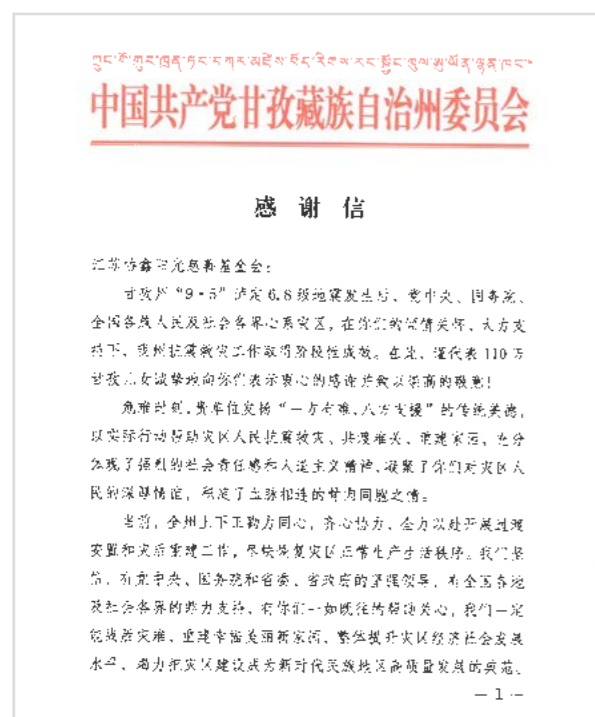 ཀྲུང་གོ་གུང་ཁྲན་ཏང་དཀར་མཛེས་བོད་རིགས་རང་སྐྱོང་ཁུལ་ཨུ་ཡོན་ལྷན་ཁང་
中国共产党甘孜藏族自治州委员会
感谢信
江苏协鑫阳光慈善基金会：
甘孜州“9·5”泸定6.8级地震发生后，党中央、国务院、
全国各族人民及社会各界心系灾区，在你们的深情关怀、大力支
持下，我州抗震救灾工作取得阶段性成效。在此，谨代表110万
甘孜儿女诚挚地向你们表示衷心的感谢并致以崇高的敬意！
危难时刻，贵单位发扬“一方有难、八方支援”的传统美德，
以实际行动帮助灾区人民抗震救灾、共渡难关、重建家园，充分
体现了强烈的社会责任感和人道主义精神，凝聚了你们对灾区人
民的深厚情谊，积淀了血脉相连的骨肉同胞之情。
当前，全州上下正勠力同心，齐心协力、全力以赴开展过渡
安置和灾后重建工作，尽快恢复灾区正常生产生活秩序。我们坚
信，有党中央、国务院和省委、省政府的坚强领导，有全国各地
及社会各界的鼎力支持，有你们一如既往的帮助关心，我们一定
能战胜灾难、重建幸福美丽新家园，整体提升灾区经济社会发展
水平，竭力把灾区建设成为新时代民族地区高质量发展的典范。
— 1 —